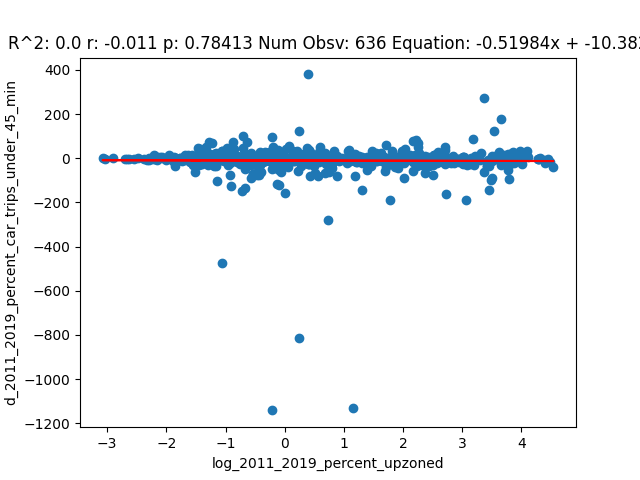 R^2: 0.0 r: -0.011 p: 0.78413 Num Obsv: 636 Equation: -0.51984x + -10.382
d_2011_2019_percent_car_trips_under_45_min
400
200
0
−200
−400
−600
−800
−1000
−1200
−3 −2 −1 0 1 2 3 4
log_2011_2019_percent_upzoned